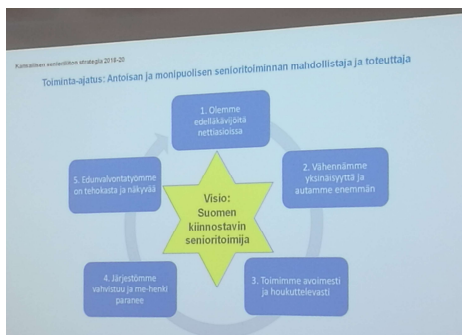 Kansallisen senioriliiton strategia 2018-20
Toiminta-ajatus: Antoisan ja monipuolisen senioritoiminnan mahdollistaja ja toteuttaja
1. Olemme
edelläkävijöitä
nettiasioissa
2. Vähennämme
yksinäisyyttä ja
autamme enemmän
3. Toimimme avoimesti
ja houkuttelevasti
4. Järjestömme
vahvistuu ja me-henki
paranee
5. Edunvalvontatyömme
on tehokasta ja näkyvää
Visio:
Suomen
kiinnostavin
senioritoimija